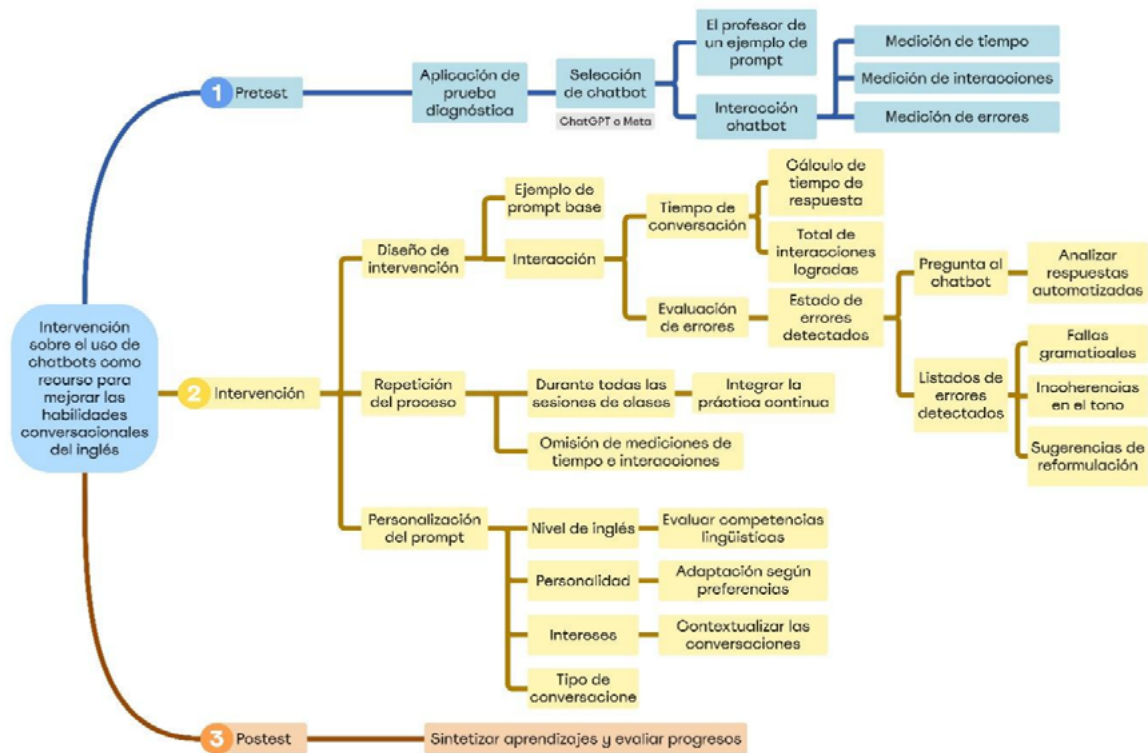 Intervención
sobre el uso de
chatbots como
recurso para
mejorar las
habilidades
conversacionales
del inglés
1 Pretest
Aplicación de
prueba
diagnóstica
Selección
de chatbot
ChatGPT o Meta
El profesor de
un ejemplo de
prompt
Interacción
chatbot
Medición de tiempo
Medición de interacciones
Medición de errores
2 Intervención
Diseño de
intervención
Ejemplo de
prompt base
Interacción
Tiempo de
conversación
Cálculo de
tiempo de
respuesta
Total de
interacciones
logradas
Evaluación
de errores
Estado de
errores
detectados
Pregunta al
chatbot
Analizar
respuestas
automatizadas
Listados de
errores
detectados
Fallas
gramaticales
Incoherencias
en el tono
Sugerencias de
reformulación
Repetición
del proceso
Durante todas las
sesiones de clases
Integrar la
práctica continua
Omisión de mediciones de
tiempo e interacciones
Personalización
del prompt
Nivel de inglés
Evaluar competencias
lingüísticas
Personalidad
Adaptación según
preferencias
Intereses
Contextualizar las
conversaciones
Tipo de
conversacione
3 Postest
Sintetizar aprendizajes y evaluar progresos